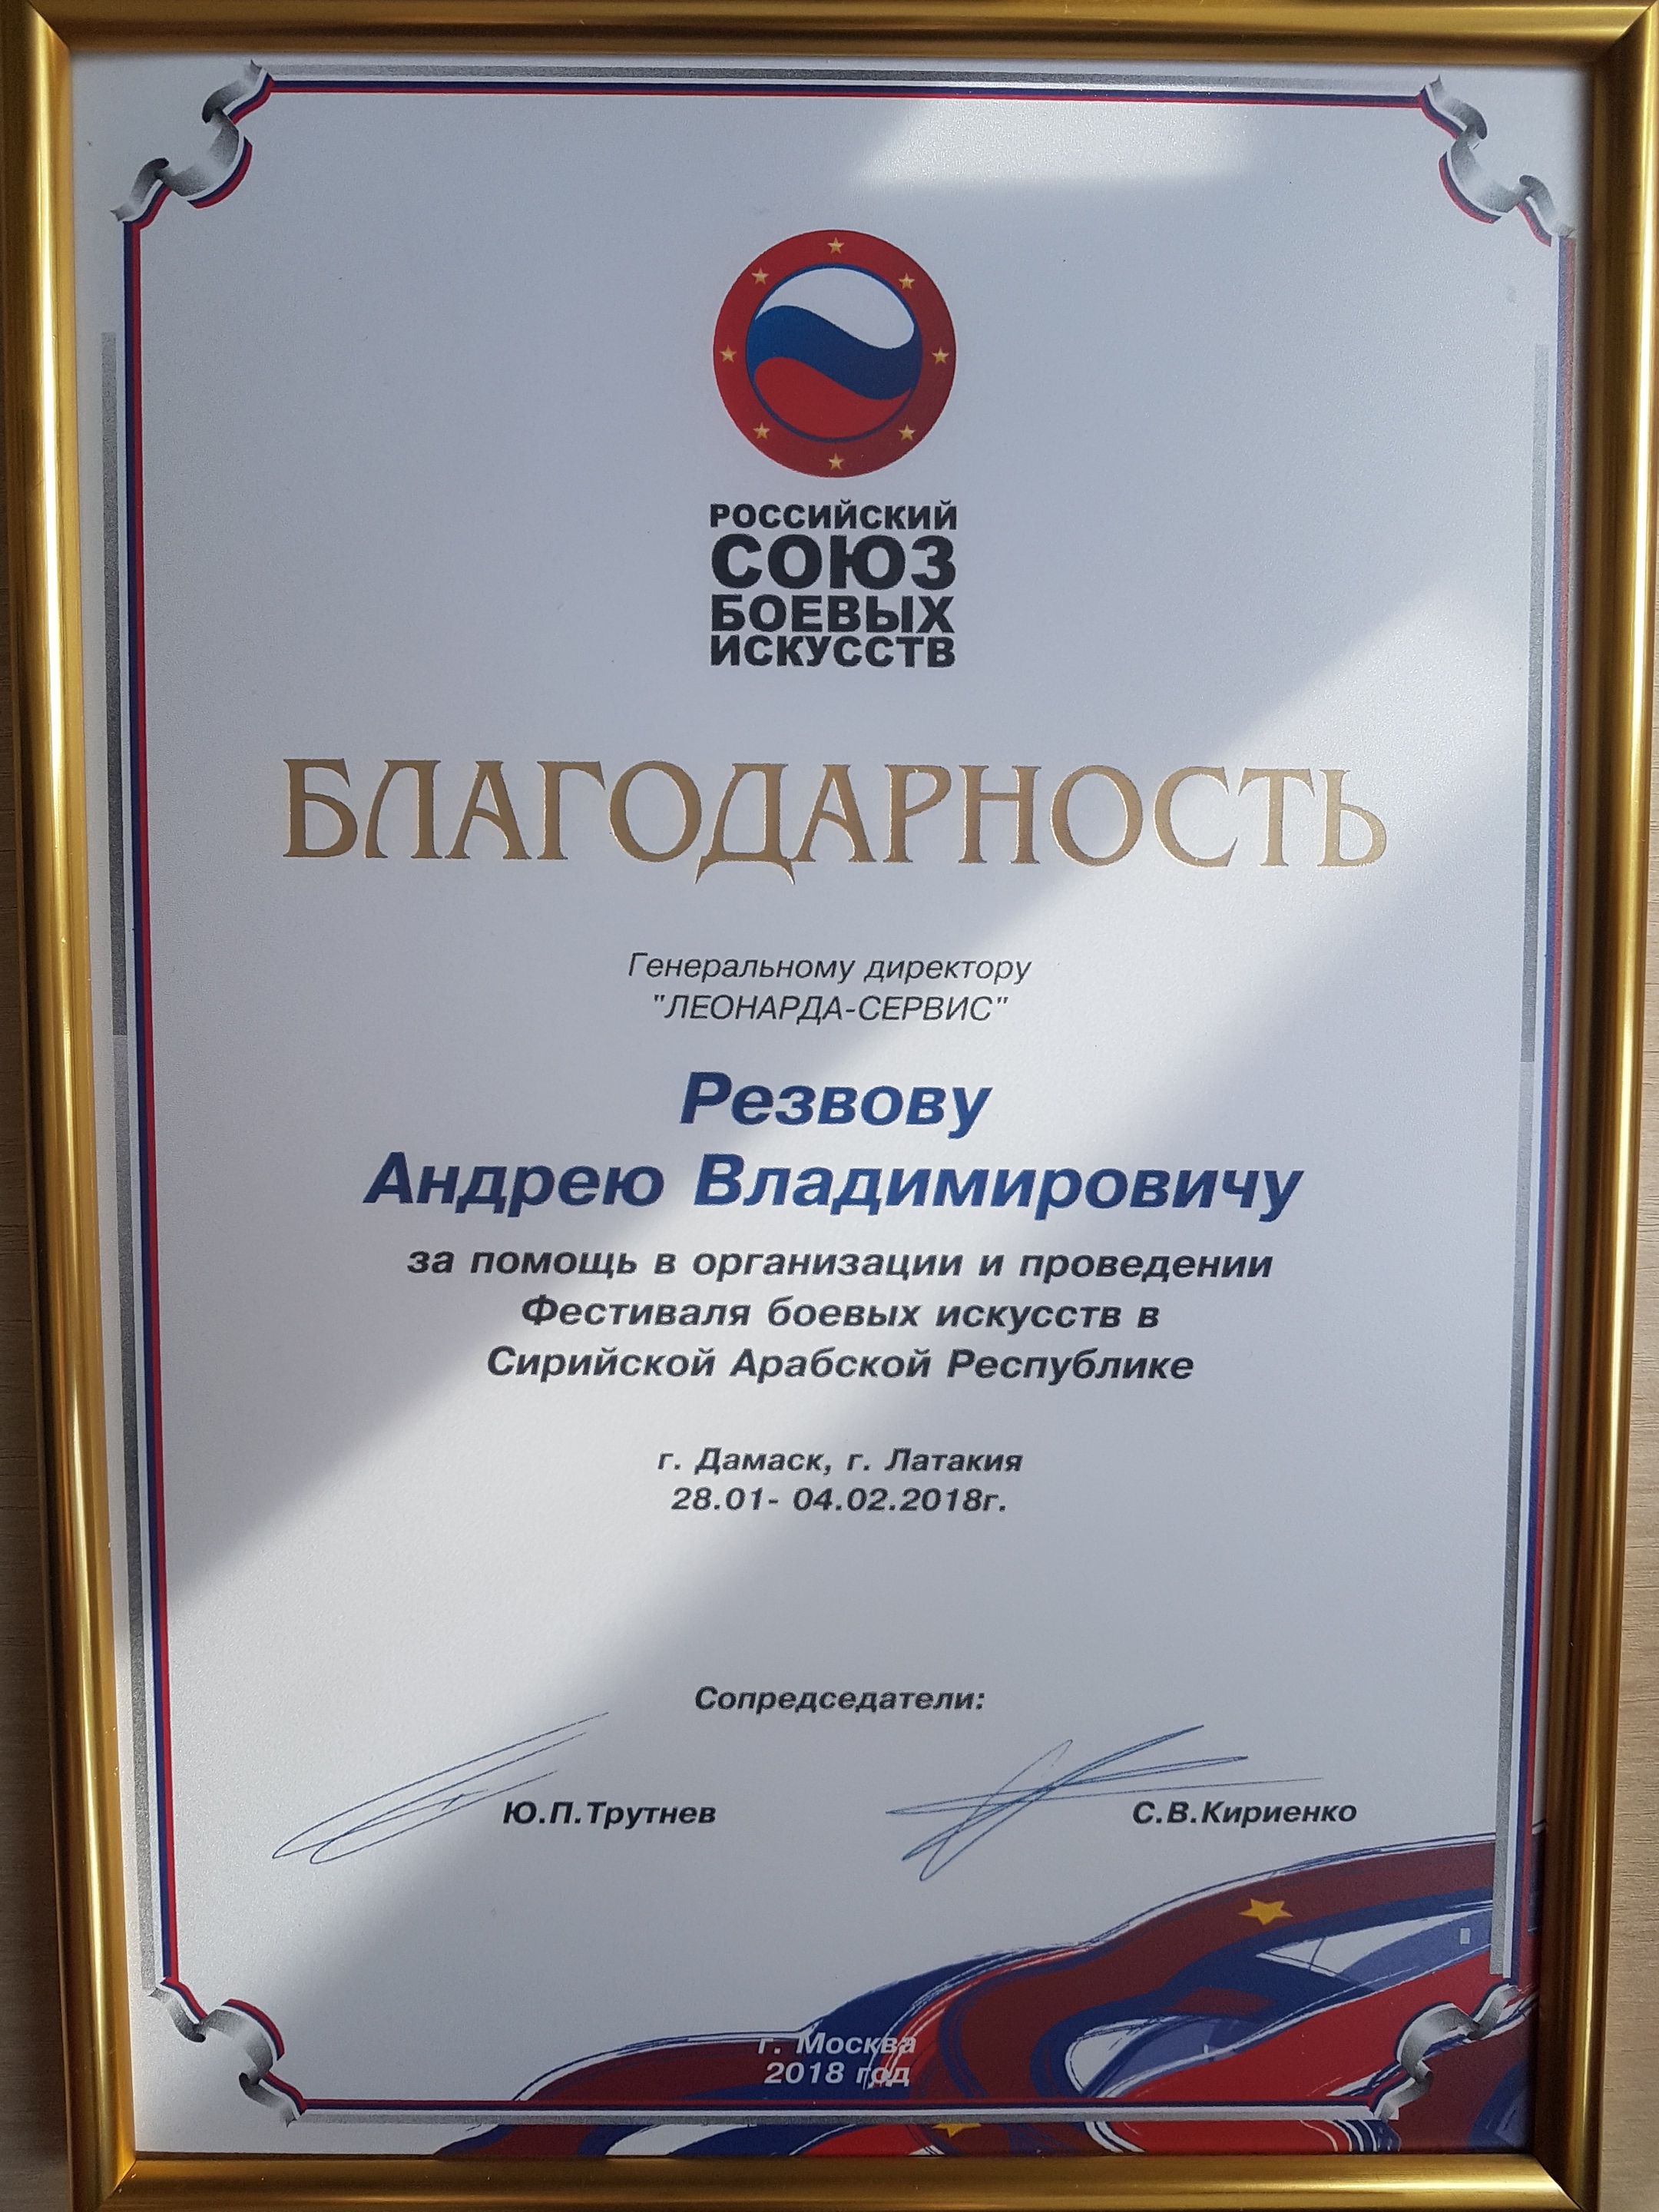 РОССИЙСКИЙ
СОЮЗ
БОЕВЫХ
ИСКУССТВ
БЛАГОДАРНОСТЬ
Генеральному директору
"ЛЕОНАРДА-СЕРВИС"
Резвову
Андрею Владимировичу
за помощь в организации и проведении
Фестиваля боевых искусств в
Сирийской Арабской Республике
г. Дамаск, г. Латакия
28.01- 04.02.2018г.
Сопредседатели:
Ю.П.Трутнев С.В.Кириенко
г. Москва
2018 год